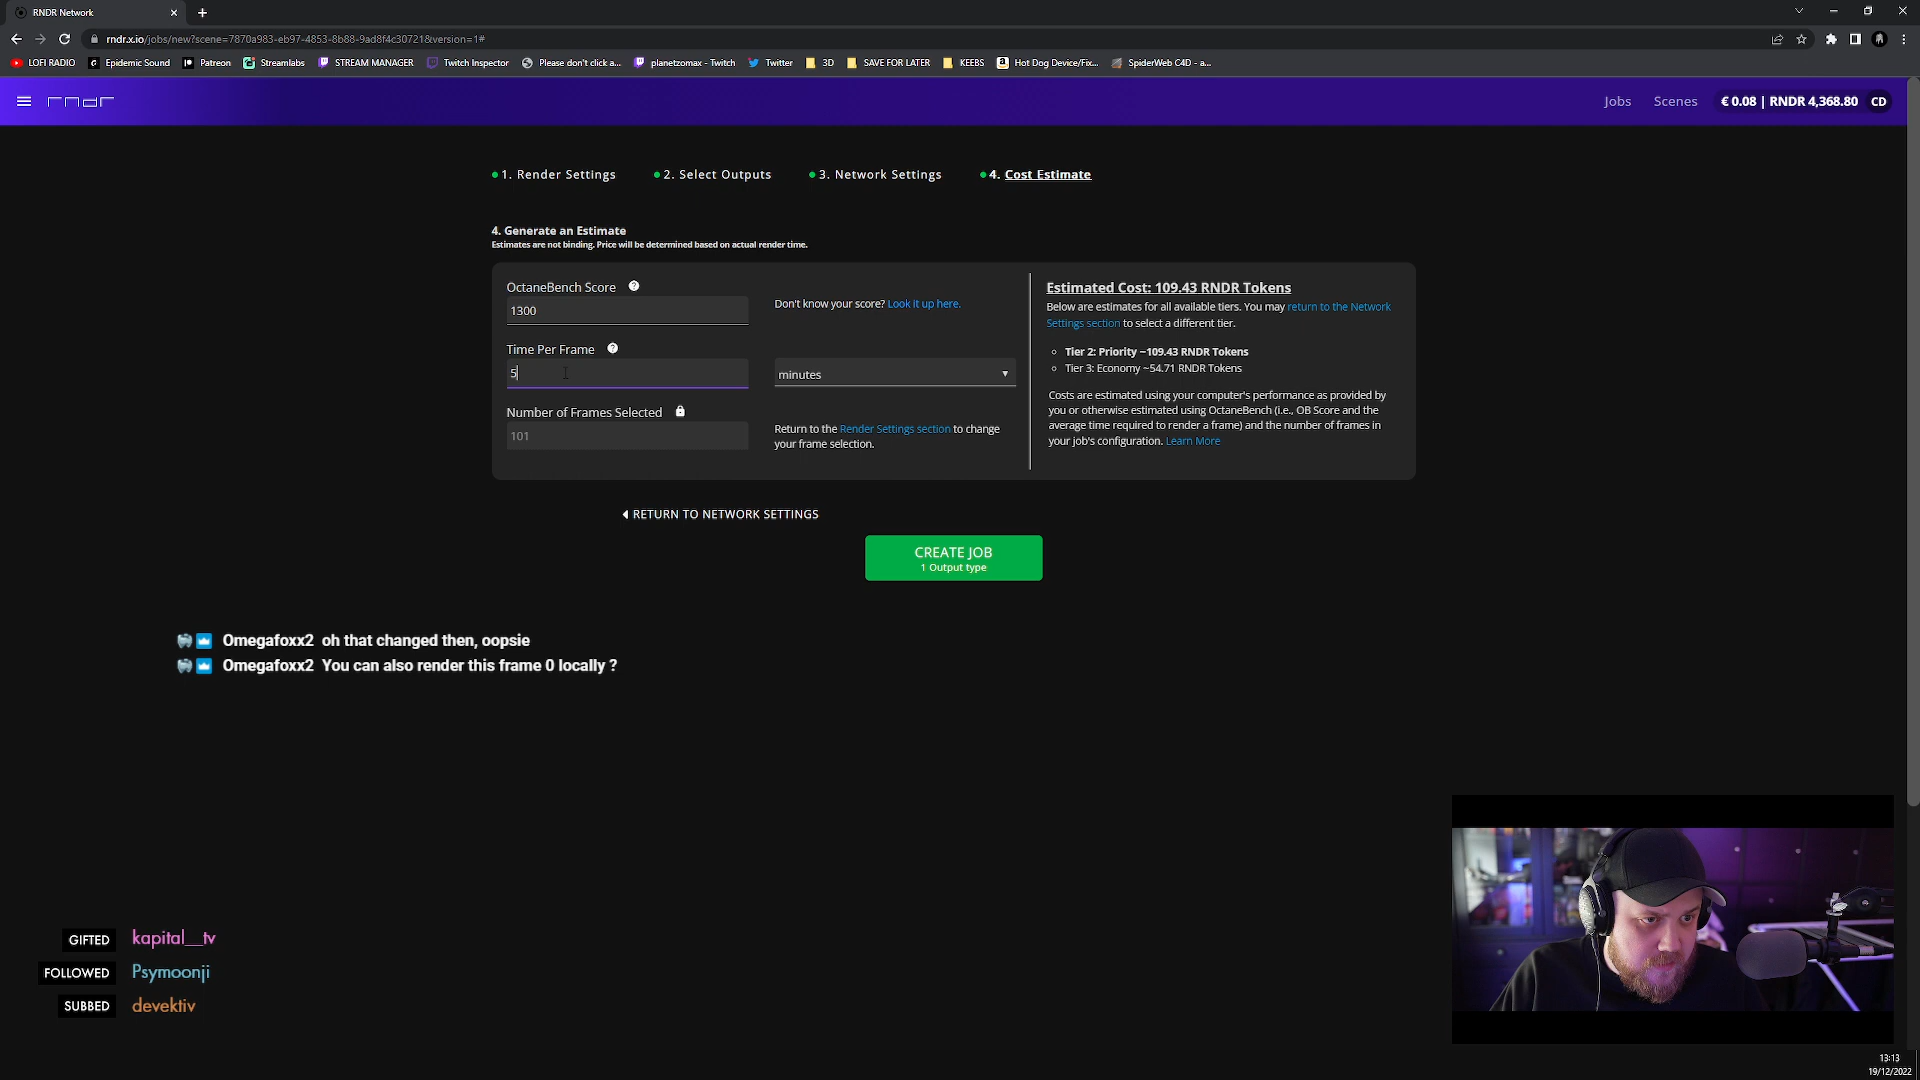 RNDR Network
rndr.x.io/jobs/new?scene=7870a983-eb97-4853-8b88-9ad8f4c30721&version=1#
LOFI RADIO
Epidemic Sound
Patreon
Streamlabs
STREAM MANAGER
Twitch Inspector
Please don't click a...
planetzomax - Twitch
Twitter
3D
SAVE FOR LATER
KEEBS
Hot Dog Device/Fix...
SpiderWeb C4D - a...
rndr
Jobs
Scenes
€ 0.08 | RNDR 4,368.80
CD
1. Render Settings
2. Select Outputs
3. Network Settings
4. Cost Estimate
4. Generate an Estimate
Estimates are not binding. Price will be determined based on actual render time.
OctaneBench Score
1300
Don't know your score? Look it up here.
Time Per Frame
5
minutes
Number of Frames Selected
101
Return to the Render Settings section to change
your frame selection.
Estimated Cost: 109.43 RNDR Tokens
Below are estimates for all available tiers. You may return to the Network
Settings section to select a different tier.
Tier 2: Priority ~109.43 RNDR Tokens
Tier 3: Economy ~54.71 RNDR Tokens
Costs are estimated using your computer's performance as provided by
you or otherwise estimated using OctaneBench (i.e., OB Score and the
average time required to render a frame) and the number of frames in
your job's configuration. Learn More
RETURN TO NETWORK SETTINGS
CREATE JOB
1 Output type
Omegafoxx2 oh that changed then, oopsie
Omegafoxx2 You can also render this frame 0 locally ?
GIFTED kapital__tv
FOLLOWED Psymoonji
SUBBED devektiv
13:13
19/12/2022